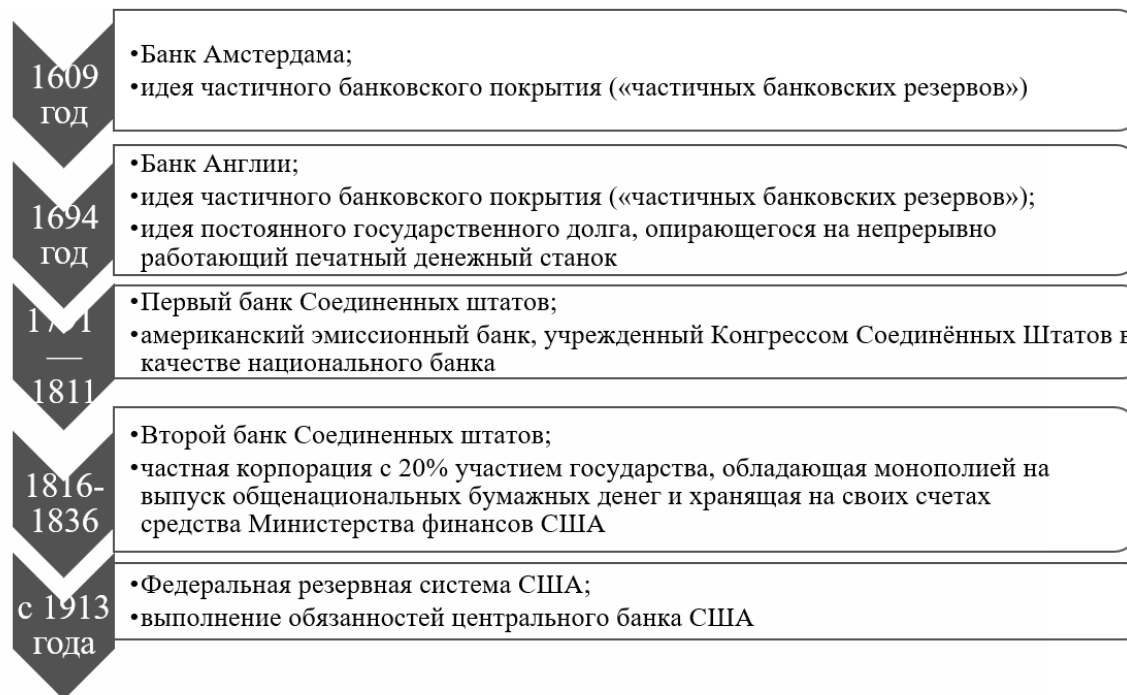 1609
год
•Банк Амстердама;
•идея частичного банковского покрытия («частичных банковских резервов»)
1694
год
•Банк Англии;
•идея частичного банковского покрытия («частичных банковских резервов»);
•идея постоянного государственного долга, опирающегося на непрерывно
работающий печатный денежный станок
—
1811
•Первый банк Соединенных штатов;
•американский эмиссионный банк, учрежденный Конгрессом Соединённых Штатов в
качестве национального банка
1816-
1836
•Второй банк Соединенных штатов;
•частная корпорация с 20% участием государства, обладающая монополией на
выпуск общенациональных бумажных денег и хранящая на своих счетах
средства Министерства финансов США
с 1913
года
•Федеральная резервная система США;
•выполнение обязанностей центрального банка США